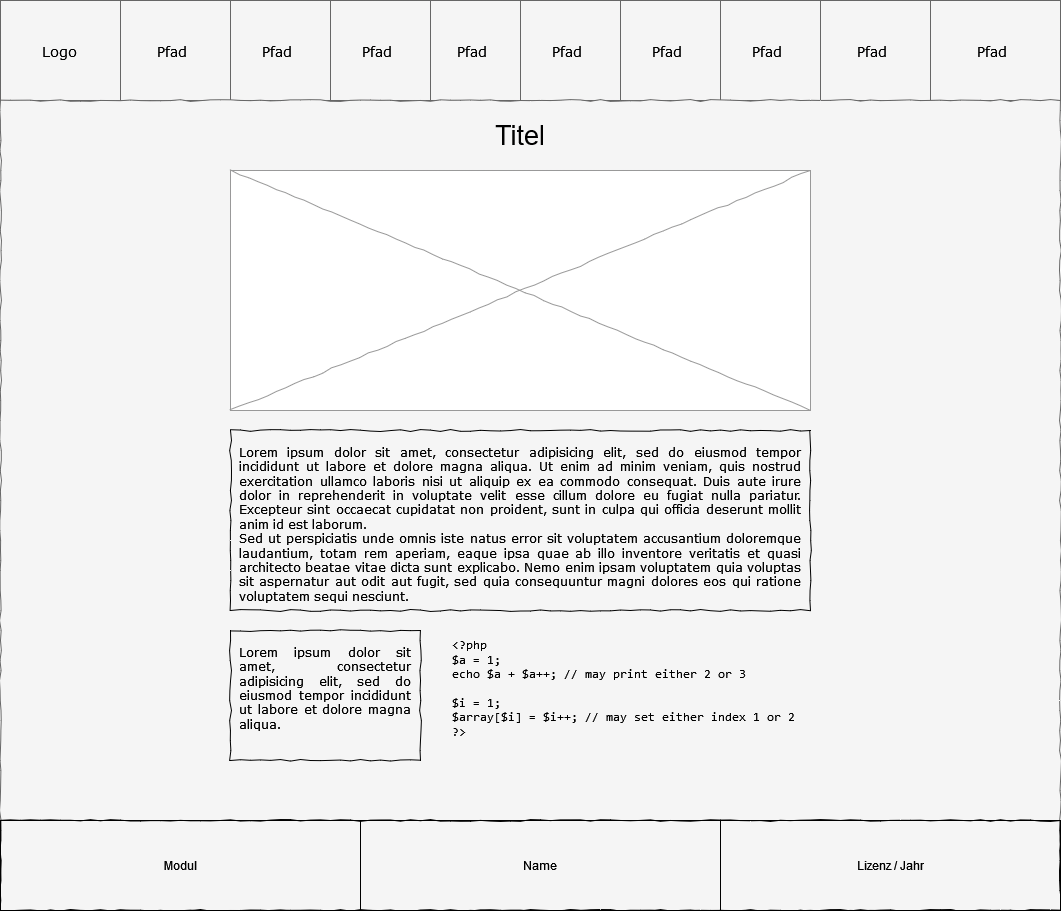 Logo Pfad Pfad Pfad Pfad Pfad Pfad Pfad Pfad Pfad
Titel
Lorem ipsum dolor sit amet, consectetur adipisicing elit, sed do eiusmod tempor
incididunt ut labore et dolore magna aliqua. Ut enim ad minim veniam, quis nostrud
exercitation ullamco laboris nisi ut aliquip ex ea commodo consequat. Duis aute irure
dolor in reprehenderit in voluptate velit esse cillum dolore eu fugiat nulla pariatur.
Excepteur sint occaecat cupidatat non proident, sunt in culpa qui officia deserunt mollit
anim id est laborum.
Sed ut perspiciatis unde omnis iste natus error sit voluptatem accusantium doloremque
laudantium, totam rem aperiam, eaque ipsa quae ab illo inventore veritatis et quasi
architecto beatae vitae dicta sunt explicabo. Nemo enim ipsam voluptatem quia voluptas
sit aspernatur aut odit aut fugit, sed quia consequuntur magni dolores eos qui ratione
voluptatem sequi nesciunt.
Lorem ipsum dolor sit
amet, consectetur
adipisicing elit, sed do
eiusmod tempor incididunt
ut labore et dolore magna
aliqua.
<?php
$a = 1;
echo $a + $a++; // may print either 2 or 3
$i = 1;
$array[$i] = $i++; // may set either index 1 or 2
?>
Modul Name Lizenz / Jahr